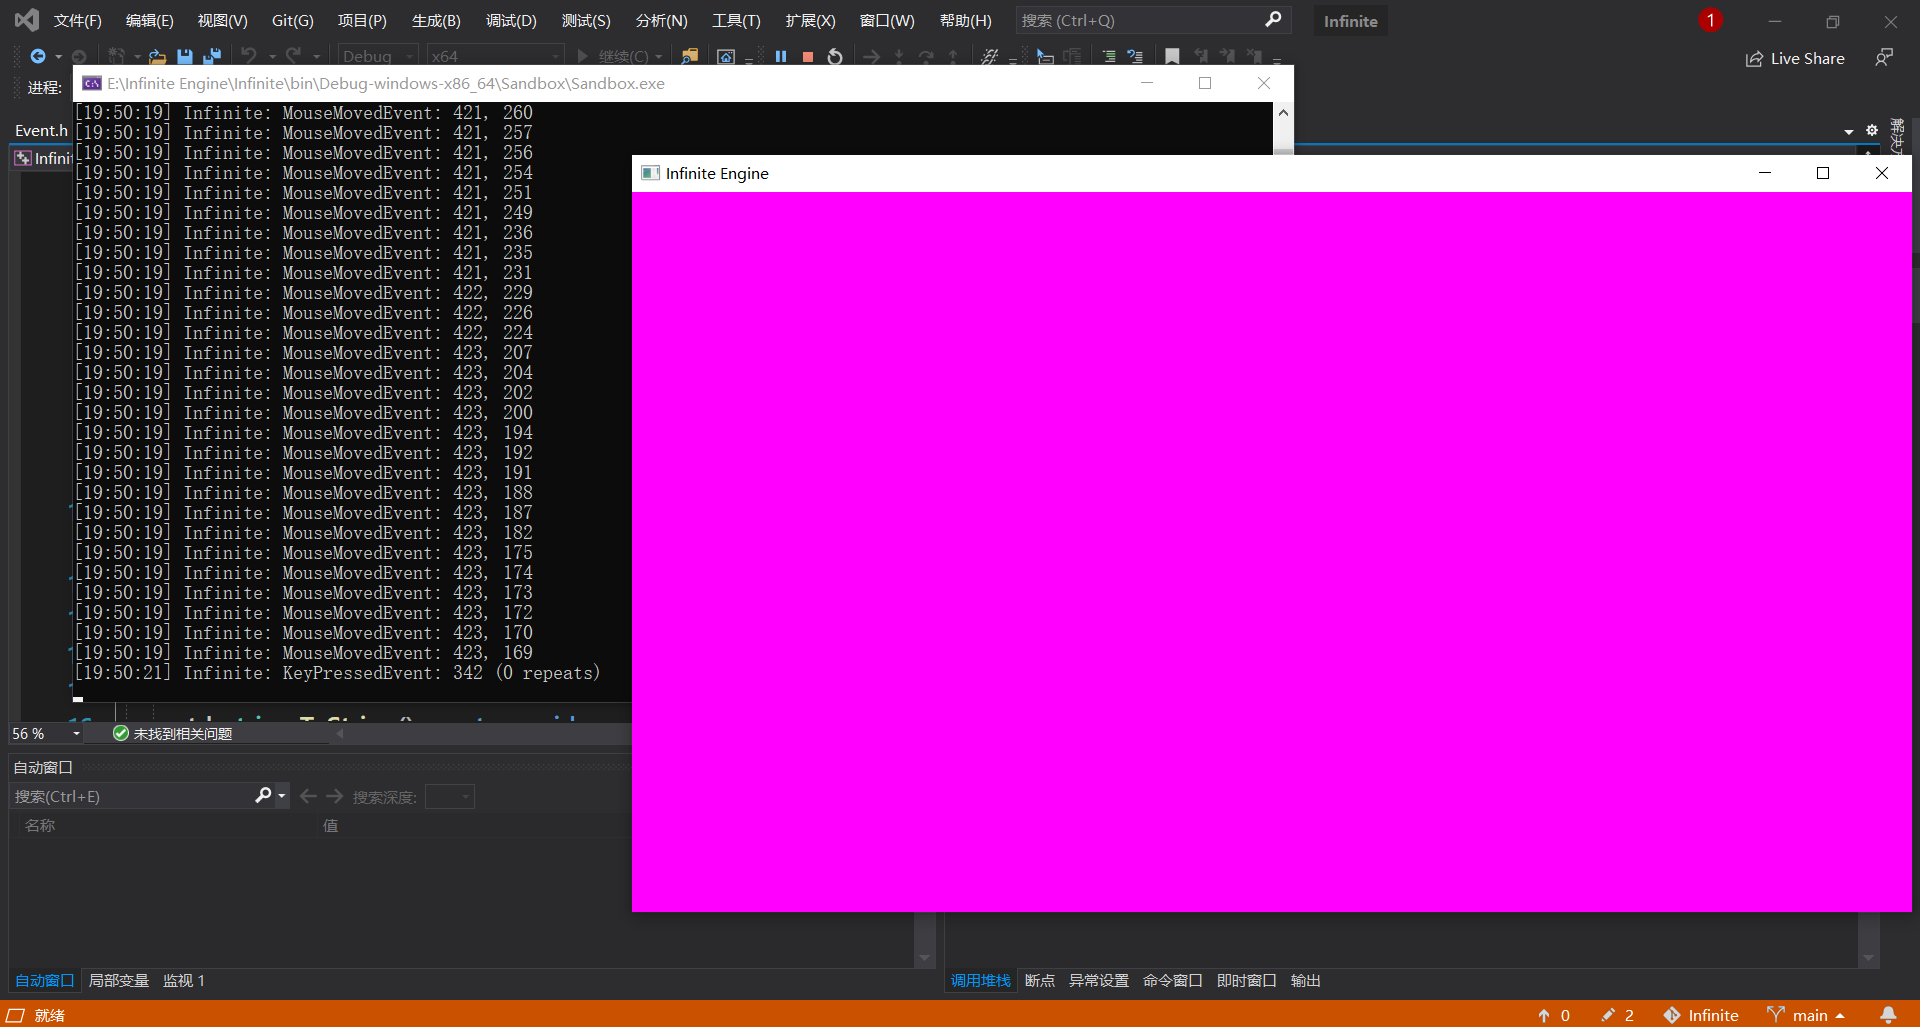 文件(F) 编辑(E) 视图(V) Git(G) 项目(P) 生成(B) 调试(D) 测试(S) 分析(N) 工具(T) 扩展(X) 窗口(W) 帮助(H) 搜索 (Ctrl+Q) Infinite 1
Debug x64 继续(C) Live Share
进程:
E:\Infinite Engine\Infinite\bin\Debug-windows-x86_64\Sandbox\Sandbox.exe
Event.h
[19:50:19] Infinite: MouseMovedEvent: 421, 260
[19:50:19] Infinite: MouseMovedEvent: 421, 257
[19:50:19] Infinite: MouseMovedEvent: 421, 256
[19:50:19] Infinite: MouseMovedEvent: 421, 254
[19:50:19] Infinite: MouseMovedEvent: 421, 251
[19:50:19] Infinite: MouseMovedEvent: 421, 249
[19:50:19] Infinite: MouseMovedEvent: 421, 236
[19:50:19] Infinite: MouseMovedEvent: 421, 235
[19:50:19] Infinite: MouseMovedEvent: 421, 231
[19:50:19] Infinite: MouseMovedEvent: 422, 229
[19:50:19] Infinite: MouseMovedEvent: 422, 226
[19:50:19] Infinite: MouseMovedEvent: 422, 224
[19:50:19] Infinite: MouseMovedEvent: 423, 207
[19:50:19] Infinite: MouseMovedEvent: 423, 204
[19:50:19] Infinite: MouseMovedEvent: 423, 202
[19:50:19] Infinite: MouseMovedEvent: 423, 200
[19:50:19] Infinite: MouseMovedEvent: 423, 194
[19:50:19] Infinite: MouseMovedEvent: 423, 192
[19:50:19] Infinite: MouseMovedEvent: 423, 191
[19:50:19] Infinite: MouseMovedEvent: 423, 188
[19:50:19] Infinite: MouseMovedEvent: 423, 187
[19:50:19] Infinite: MouseMovedEvent: 423, 182
[19:50:19] Infinite: MouseMovedEvent: 423, 175
[19:50:19] Infinite: MouseMovedEvent: 423, 174
[19:50:19] Infinite: MouseMovedEvent: 423, 173
[19:50:19] Infinite: MouseMovedEvent: 423, 172
[19:50:19] Infinite: MouseMovedEvent: 423, 170
[19:50:19] Infinite: MouseMovedEvent: 423, 169
[19:50:21] Infinite: KeyPressedEvent: 342 (0 repeats)
Infinite Engine
56 % 未找到相关问题
自动窗口
搜索(Ctrl+E) 搜索深度:
名称 值
自动窗口 局部变量 监视 1
调用堆栈 断点 异常设置 命令窗口 即时窗口 输出
就绪 0 2 Infinite main